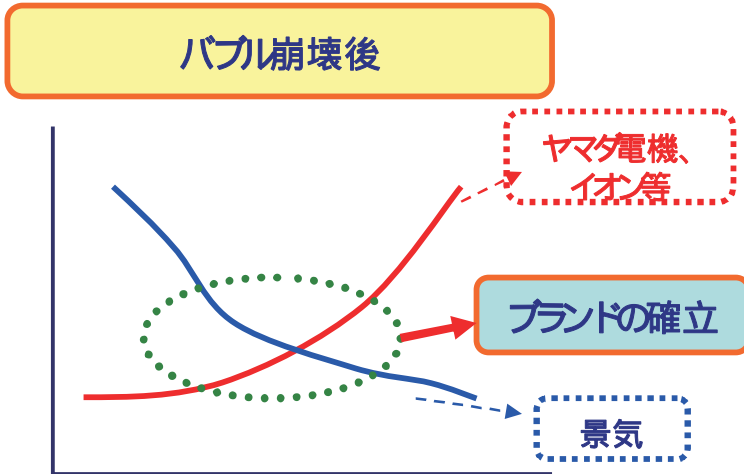 バブル崩壊後
ヤマダ電機、
イオン等
ブランドの確立
景気